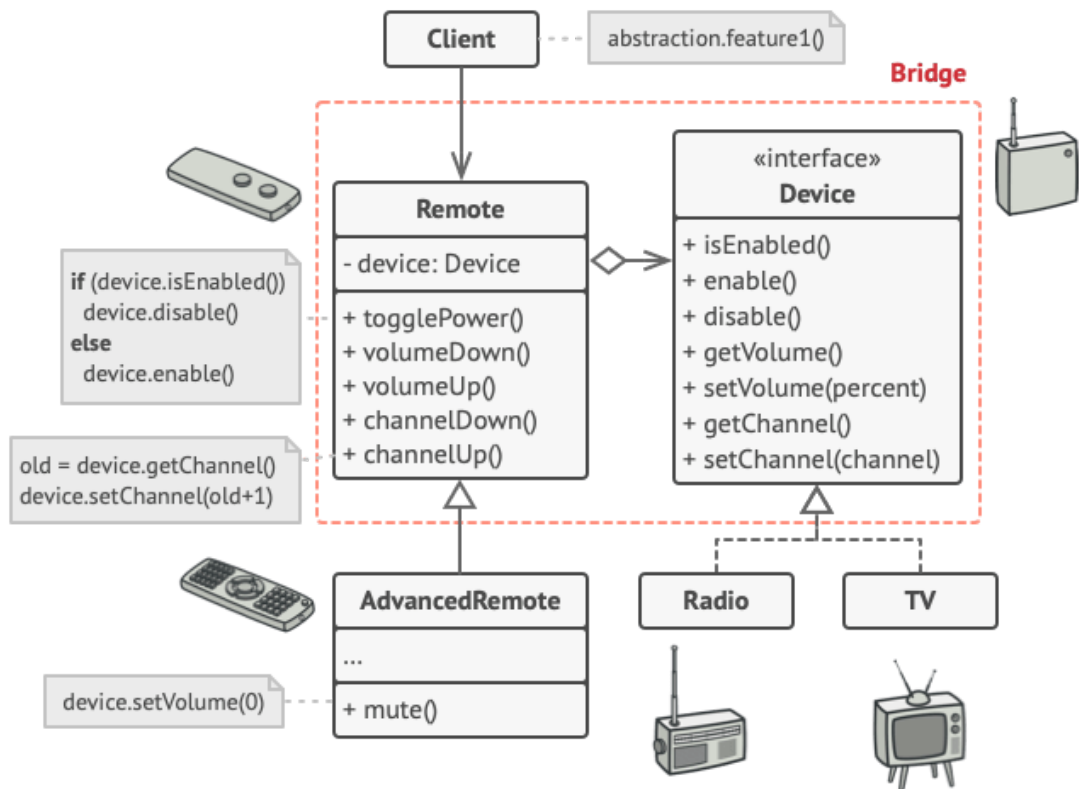 Client
abstraction.feature1()
Bridge
Remote
- device: Device
+ togglePower()
+ volumeDown()
+ volumeUp()
+ channelDown()
+ channelUp()
«interface»
Device
+ isEnabled()
+ enable()
+ disable()
+ getVolume()
+ setVolume(percent)
+ getChannel()
+ setChannel(channel)
if (device.isEnabled())
device.disable()
else
device.enable()
old = device.getChannel()
device.setChannel(old+1)
AdvancedRemote
...
+ mute()
device.setVolume(0)
Radio
TV